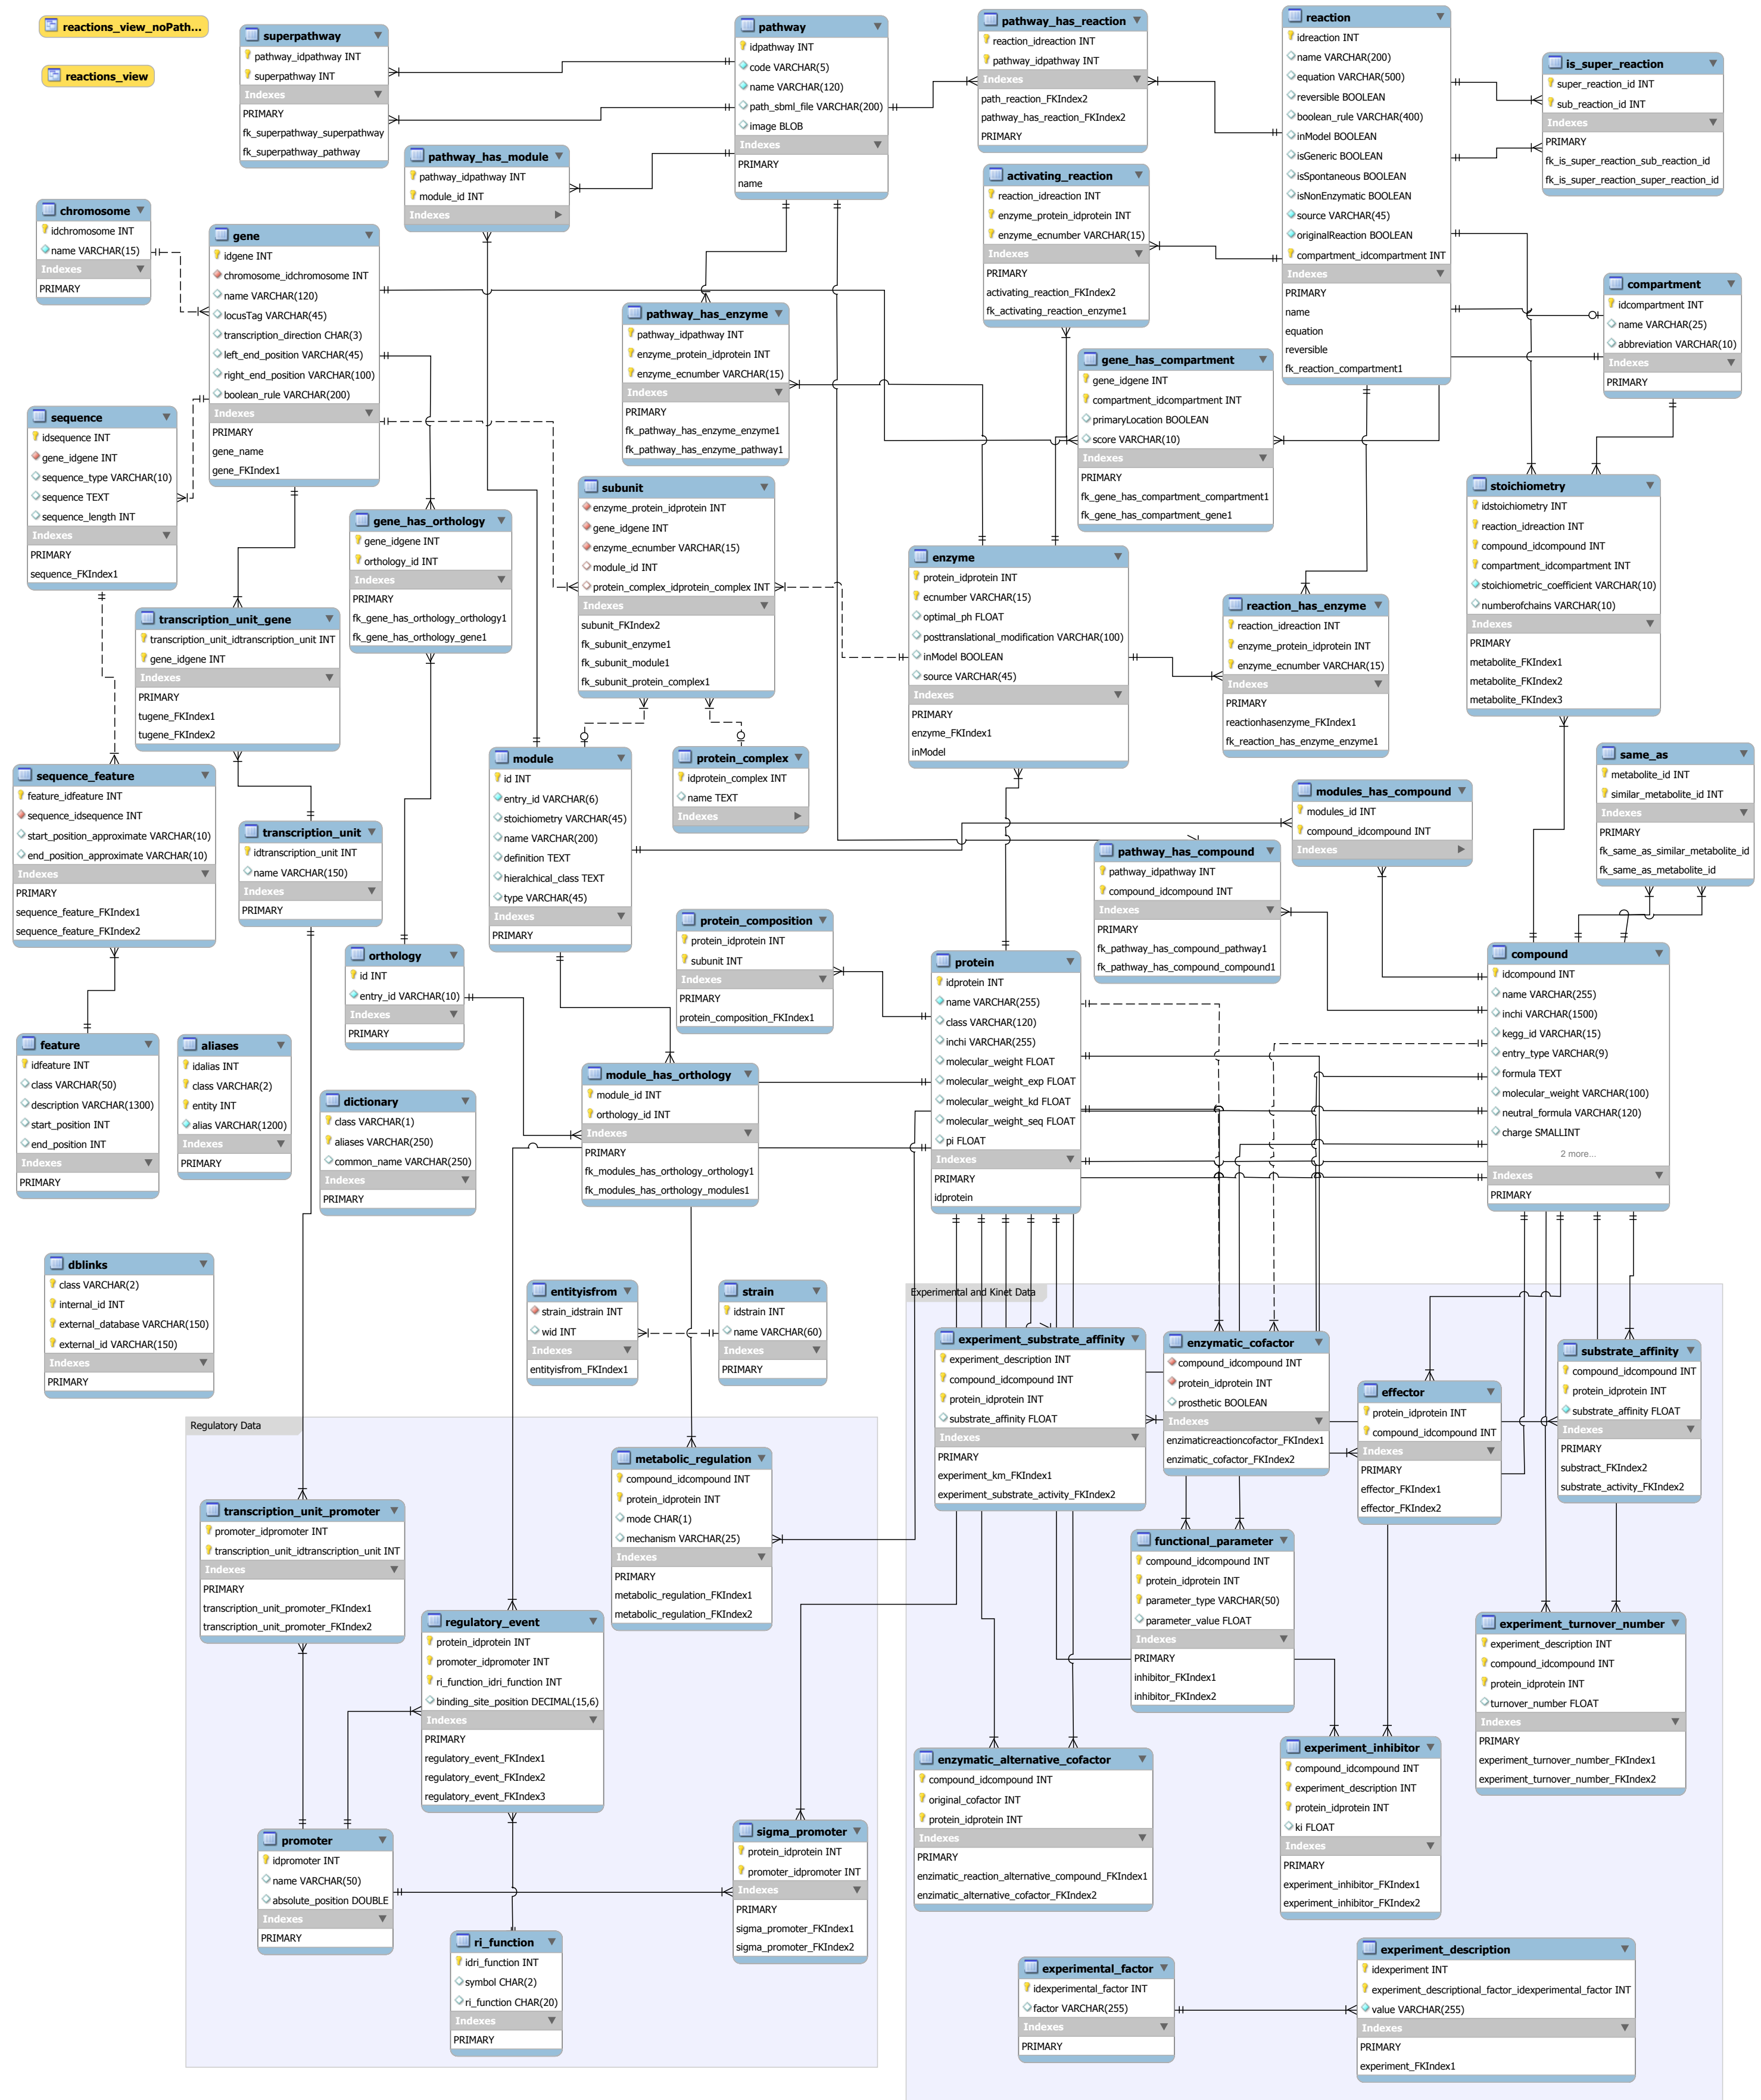 reactions_view_noPath...
reactions_view
superpathway
pathway_idpathway INT
superpathway INT
Indexes
PRIMARY
fk_superpathway_superpathway
fk_superpathway_pathway
pathway
idpathway INT
code VARCHAR(5)
name VARCHAR(120)
path_sbml_file VARCHAR(200)
image BLOB
Indexes
PRIMARY
name
pathway_has_reaction
reaction_idreaction INT
pathway_idpathway INT
Indexes
path_reaction_FKIndex2
pathway_has_reaction_FKIndex2
PRIMARY
reaction
idreaction INT
name VARCHAR(200)
equation VARCHAR(500)
reversible BOOLEAN
boolean_rule VARCHAR(400)
inModel BOOLEAN
isGeneric BOOLEAN
isSpontaneous BOOLEAN
isNonEnzymatic BOOLEAN
source VARCHAR(45)
originalReaction BOOLEAN
compartment_idcompartment INT
Indexes
PRIMARY
name
equation
reversible
fk_reaction_compartment1
is_super_reaction
super_reaction_id INT
sub_reaction_id INT
Indexes
PRIMARY
fk_is_super_reaction_sub_reaction_id
fk_is_super_reaction_super_reaction_id
pathway_has_module
pathway_idpathway INT
module_id INT
Indexes
activating_reaction
reaction_idreaction INT
enzyme_protein_idprotein INT
enzyme_ecnumber VARCHAR(15)
Indexes
PRIMARY
activating_reaction_FKIndex2
fk_activating_reaction_enzyme1
chromosome
idchromosome INT
name VARCHAR(15)
Indexes
PRIMARY
gene
idgene INT
chromosome_idchromosome INT
name VARCHAR(120)
locusTag VARCHAR(45)
transcription_direction CHAR(3)
left_end_position VARCHAR(45)
right_end_position VARCHAR(100)
boolean_rule VARCHAR(200)
Indexes
PRIMARY
gene_name
gene_FKIndex1
compartment
idcompartment INT
name VARCHAR(25)
abbreviation VARCHAR(10)
Indexes
PRIMARY
pathway_has_enzyme
pathway_idpathway INT
enzyme_protein_idprotein INT
enzyme_ecnumber VARCHAR(15)
Indexes
PRIMARY
fk_pathway_has_enzyme_enzyme1
fk_pathway_has_enzyme_pathway1
gene_has_compartment
gene_idgene INT
compartment_idcompartment INT
primaryLocation BOOLEAN
score VARCHAR(10)
Indexes
PRIMARY
fk_gene_has_compartment_compartment1
fk_gene_has_compartment_gene1
sequence
idsequence INT
gene_idgene INT
sequence_type VARCHAR(10)
sequence TEXT
sequence_length INT
Indexes
PRIMARY
sequence_FKIndex1
subunit
enzyme_protein_idprotein INT
gene_idgene INT
enzyme_ecnumber VARCHAR(15)
module_id INT
protein_complex_idprotein_complex INT
Indexes
subunit_FKIndex2
fk_subunit_enzyme1
fk_subunit_module1
fk_subunit_protein_complex1
stoichiometry
idstoichiometry INT
reaction_idreaction INT
compound_idcompound INT
compartment_idcompartment INT
stoichiometric_coefficient VARCHAR(10)
numberofchains VARCHAR(10)
Indexes
PRIMARY
metabolite_FKIndex1
metabolite_FKIndex2
metabolite_FKIndex3
gene_has_orthology
gene_idgene INT
orthology_id INT
Indexes
PRIMARY
fk_gene_has_orthology_orthology1
fk_gene_has_orthology_gene1
enzyme
protein_idprotein INT
ecnumber VARCHAR(15)
optimal_ph FLOAT
posttranslational_modification VARCHAR(100)
inModel BOOLEAN
source VARCHAR(45)
Indexes
PRIMARY
enzyme_FKIndex1
inModel
reaction_has_enzyme
reaction_idreaction INT
enzyme_protein_idprotein INT
enzyme_ecnumber VARCHAR(15)
Indexes
PRIMARY
reactionhasenzyme_FKIndex1
fk_reaction_has_enzyme_enzyme1
transcription_unit_gene
transcription_unit_idtranscription_unit INT
gene_idgene INT
Indexes
PRIMARY
tugene_FKIndex1
tugene_FKIndex2
module
id INT
entry_id VARCHAR(6)
stoichiometry VARCHAR(45)
name VARCHAR(200)
definition TEXT
hieralchical_class TEXT
type VARCHAR(45)
Indexes
PRIMARY
protein_complex
idprotein_complex INT
name TEXT
Indexes
same_as
metabolite_id INT
similar_metabolite_id INT
Indexes
PRIMARY
fk_same_as_similar_metabolite_id
fk_same_as_metabolite_id
sequence_feature
feature_idfeature INT
sequence_idsequence INT
start_position_approximate VARCHAR(10)
end_position_approximate VARCHAR(10)
Indexes
PRIMARY
sequence_feature_FKIndex1
sequence_feature_FKIndex2
modules_has_compound
modules_id INT
compound_idcompound INT
Indexes
transcription_unit
idtranscription_unit INT
name VARCHAR(150)
Indexes
PRIMARY
pathway_has_compound
pathway_idpathway INT
compound_idcompound INT
Indexes
PRIMARY
fk_pathway_has_compound_pathway1
fk_pathway_has_compound_compound1
protein_composition
protein_idprotein INT
subunit INT
Indexes
PRIMARY
protein_composition_FKIndex1
orthology
id INT
entry_id VARCHAR(10)
Indexes
PRIMARY
protein
idprotein INT
name VARCHAR(255)
class VARCHAR(120)
inchi VARCHAR(255)
molecular_weight FLOAT
molecular_weight_exp FLOAT
molecular_weight_kd FLOAT
molecular_weight_seq FLOAT
pi FLOAT
Indexes
PRIMARY
idprotein
compound
idcompound INT
name VARCHAR(255)
inchi VARCHAR(1500)
kegg_id VARCHAR(15)
entry_type VARCHAR(9)
formula TEXT
molecular_weight VARCHAR(100)
neutral_formula VARCHAR(120)
charge SMALLINT
2 more...
Indexes
PRIMARY
feature
idfeature INT
class VARCHAR(50)
description VARCHAR(1300)
start_position INT
end_position INT
Indexes
PRIMARY
aliases
idalias INT
class VARCHAR(2)
entity INT
alias VARCHAR(1200)
Indexes
PRIMARY
dictionary
class VARCHAR(1)
aliases VARCHAR(250)
common_name VARCHAR(250)
Indexes
PRIMARY
module_has_orthology
module_id INT
orthology_id INT
Indexes
PRIMARY
fk_modules_has_orthology_orthology1
fk_modules_has_orthology_modules1
dblinks
class VARCHAR(2)
internal_id INT
external_database VARCHAR(150)
external_id VARCHAR(150)
Indexes
PRIMARY
entityisfrom
strain_idstrain INT
wid INT
Indexes
entityisfrom_FKIndex1
strain
idstrain INT
name VARCHAR(60)
Indexes
PRIMARY
Experimental and Kinet Data
experiment_substrate_affinity
experiment_description INT
compound_idcompound INT
protein_idprotein INT
substrate_affinity FLOAT
Indexes
PRIMARY
experiment_km_FKIndex1
experiment_substrate_activity_FKIndex2
enzymatic_cofactor
compound_idcompound INT
protein_idprotein INT
prosthetic BOOLEAN
Indexes
enzimaticreactioncofactor_FKIndex1
enzimatic_cofactor_FKIndex2
effector
protein_idprotein INT
compound_idcompound INT
Indexes
PRIMARY
effector_FKIndex1
effector_FKIndex2
substrate_affinity
compound_idcompound INT
protein_idprotein INT
substrate_affinity FLOAT
Indexes
PRIMARY
substract_FKIndex2
substrate_activity_FKIndex2
Regulatory Data
metabolic_regulation
compound_idcompound INT
protein_idprotein INT
mode CHAR(1)
mechanism VARCHAR(25)
Indexes
PRIMARY
metabolic_regulation_FKIndex1
metabolic_regulation_FKIndex2
transcription_unit_promoter
promoter_idpromoter INT
transcription_unit_idtranscription_unit INT
Indexes
PRIMARY
transcription_unit_promoter_FKIndex1
transcription_unit_promoter_FKIndex2
functional_parameter
compound_idcompound INT
protein_idprotein INT
parameter_type VARCHAR(50)
parameter_value FLOAT
Indexes
PRIMARY
inhibitor_FKIndex1
inhibitor_FKIndex2
regulatory_event
protein_idprotein INT
promoter_idpromoter INT
ri_function_idri_function INT
binding_site_position DECIMAL(15,6)
Indexes
PRIMARY
regulatory_event_FKIndex1
regulatory_event_FKIndex2
regulatory_event_FKIndex3
experiment_turnover_number
experiment_description INT
compound_idcompound INT
protein_idprotein INT
turnover_number FLOAT
Indexes
PRIMARY
experiment_turnover_number_FKIndex1
experiment_turnover_number_FKIndex2
enzymatic_alternative_cofactor
compound_idcompound INT
original_cofactor INT
protein_idprotein INT
Indexes
PRIMARY
enzimatic_reaction_alternative_compound_FKIndex1
enzimatic_alternative_cofactor_FKIndex2
experiment_inhibitor
compound_idcompound INT
experiment_description INT
protein_idprotein INT
ki FLOAT
Indexes
PRIMARY
experiment_inhibitor_FKIndex1
experiment_inhibitor_FKIndex2
promoter
idpromoter INT
name VARCHAR(50)
absolute_position DOUBLE
Indexes
PRIMARY
sigma_promoter
protein_idprotein INT
promoter_idpromoter INT
Indexes
PRIMARY
sigma_promoter_FKIndex1
sigma_promoter_FKIndex2
ri_function
idri_function INT
symbol CHAR(2)
ri_function CHAR(20)
Indexes
PRIMARY
experimental_factor
idexperimental_factor INT
factor VARCHAR(255)
Indexes
PRIMARY
experiment_description
idexperiment INT
experiment_descriptional_factor_idexperimental_factor INT
value VARCHAR(255)
Indexes
PRIMARY
experiment_FKIndex1